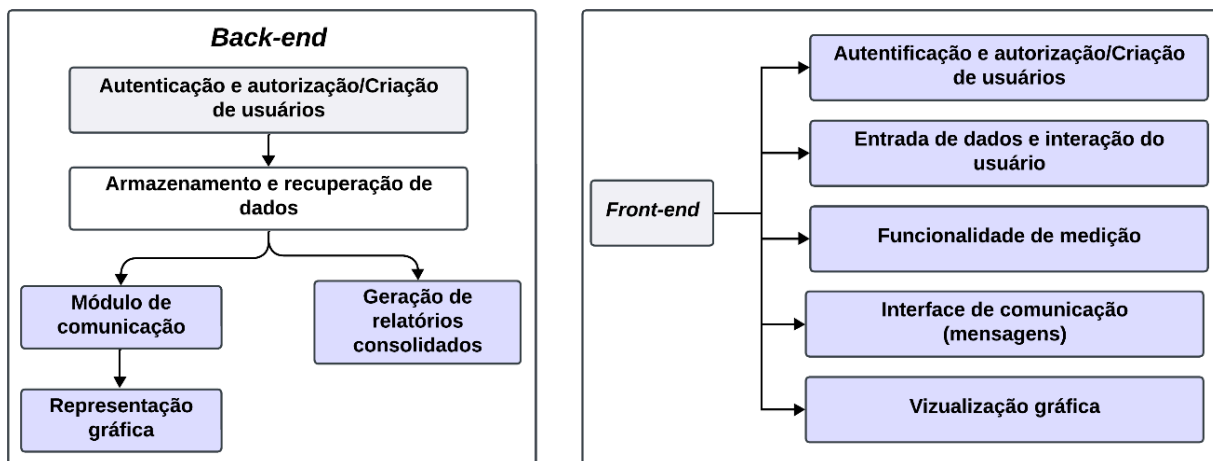 Back-end
Autenticação e autorização/Criação
de usuários
Armazenamento e recuperação de
dados
Módulo de
comunicação
Geração de
relatórios
consolidados
Representação
gráfica
Front-end
Autentificação e autorização/Criação
de usuários
Entrada de dados e interação do
usuário
Funcionalidade de medição
Interface de comunicação
(mensagens)
Vizualização gráfica